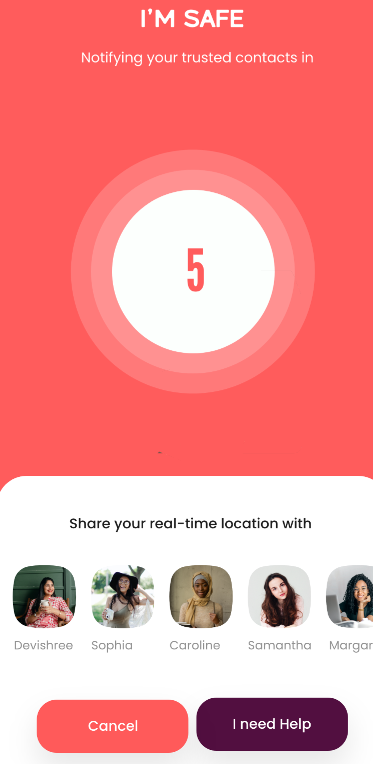 I'M SAFE
Notifying your trusted contacts in
5
Share your real-time location with
Devishree Sophia Caroline Samantha Margar
Cancel I need Help